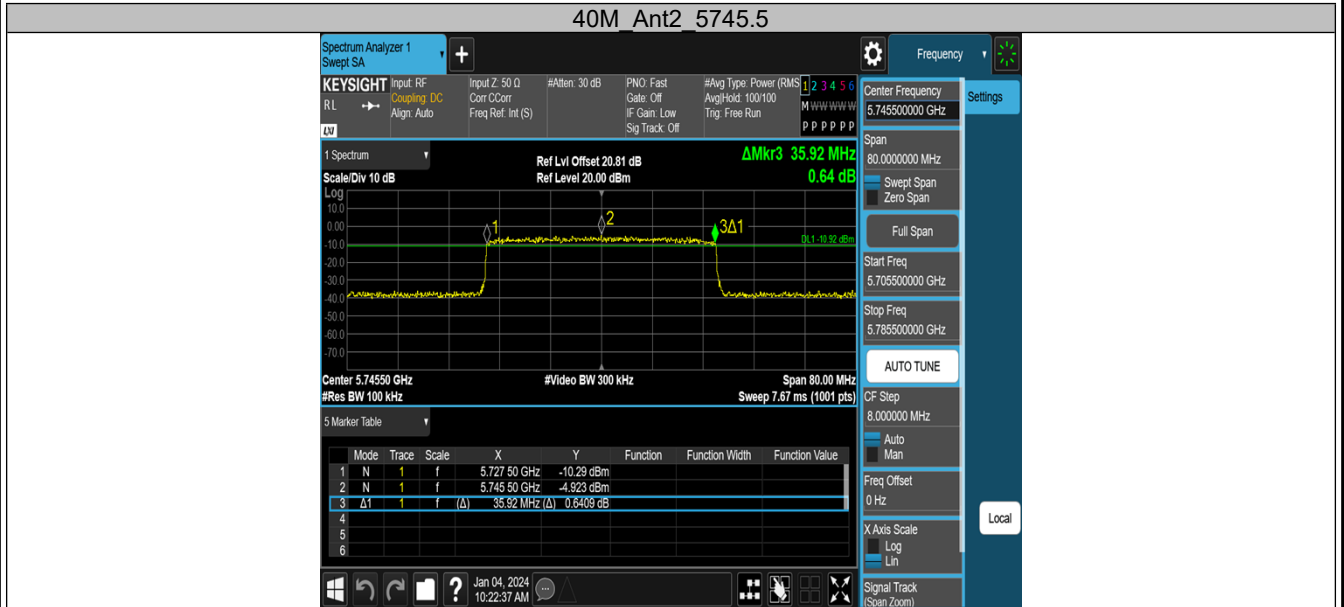 40M_Ant2_5745.5
Spectrum Analyzer 1
Swept SA
+
Frequency
KEYSIGHT
RL
LXI
Input: RF
Coupling: DC
Align: Auto
Input Z: 50 Ω
Corr CCorr
Freq Ref: Int (S)
#Atten: 30 dB
PNO: Fast
Gate: Off
IF Gain: Low
Sig Track: Off
#Avg Type: Power (RMS
Avg|Hold: 100/100
Trig: Free Run
1 2 3 4 5 6
M W W W W W
P P P P P P
1 Spectrum
Scale/Div 10 dB
Ref Lvl Offset 20.81 dB
Ref Level 20.00 dBm
ΔMkr3 35.92 MHz
0.64 dB
Log
10.0
0.00
-10.0
-20.0
-30.0
-40.0
-50.0
-60.0
-70.0
1
2
3Δ1
DL1 -10.92 dBm
Center 5.74550 GHz
#Video BW 300 kHz
Span 80.00 MHz
#Res BW 100 kHz
Sweep 7.67 ms (1001 pts)
5 Marker Table
Mode Trace Scale X Y Function Function Width Function Value
1 N 1 f 5.727 50 GHz -10.29 dBm
2 N 1 f 5.745 50 GHz -4.923 dBm
3 Δ1 1 f (Δ) 35.92 MHz (Δ) 0.6409 dB
4
5
6
?
Jan 04, 2024
10:22:37 AM
Center Frequency
5.745500000 GHz
Settings
Span
80.0000000 MHz
Swept Span
Zero Span
Full Span
Start Freq
5.705500000 GHz
Stop Freq
5.785500000 GHz
AUTO TUNE
CF Step
8.000000 MHz
Auto
Man
Freq Offset
0 Hz
X Axis Scale
Log
Lin
Local
Signal Track
(Span Zoom)